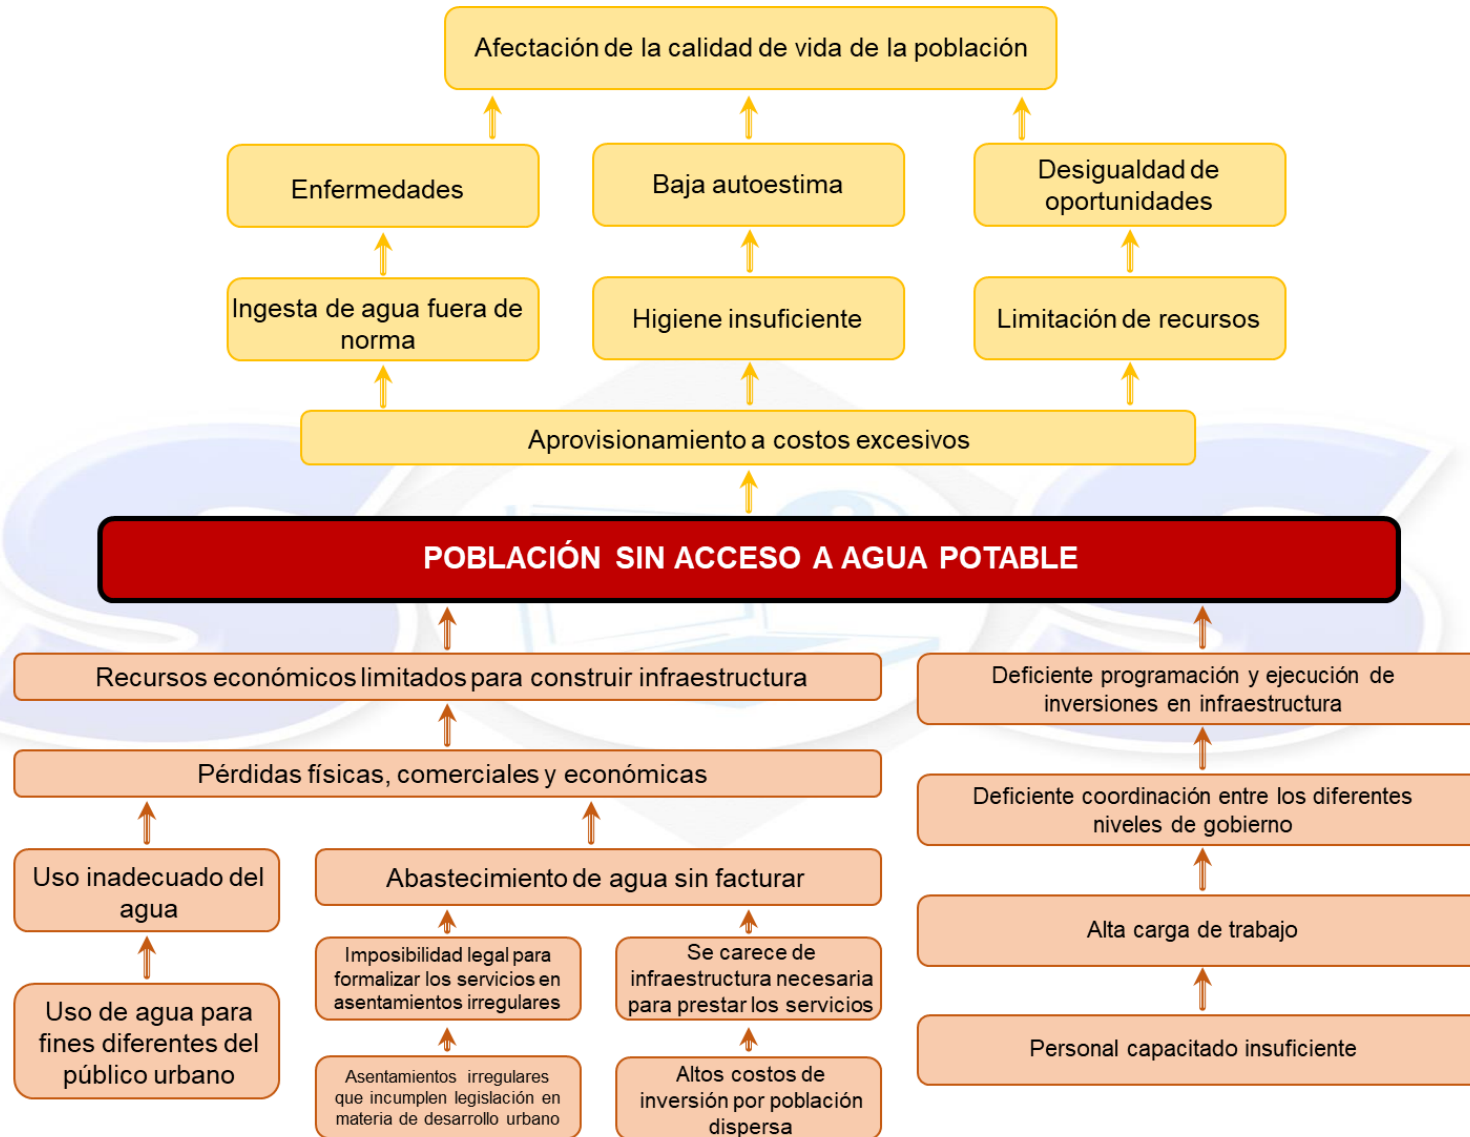 Afectación de la calidad de vida de la población
Enfermedades
Baja autoestima
Desigualdad de
oportunidades
Ingesta de agua fuera de
norma
Higiene insuficiente
Limitación de recursos
Aprovisionamiento a costos excesivos
POBLACIÓN SIN ACCESO A AGUA POTABLE
Recursos económicos limitados para construir infraestructura
Deficiente programación y ejecución de
inversiones en infraestructura
Pérdidas físicas, comerciales y económicas
Deficiente coordinación entre los diferentes
niveles de gobierno
Uso inadecuado del
agua
Abastecimiento de agua sin facturar
Alta carga de trabajo
Imposibilidad legal para
formalizar los servicios en
asentamientos irregulares
Se carece de
infraestructura necesaria
para prestar los servicios
Uso de agua para
fines diferentes del
público urbano
Personal capacitado insuficiente
Asentamientos irregulares
que incumplen legislación en
materia de desarrollo urbano
Altos costos de
inversión por población
dispersa